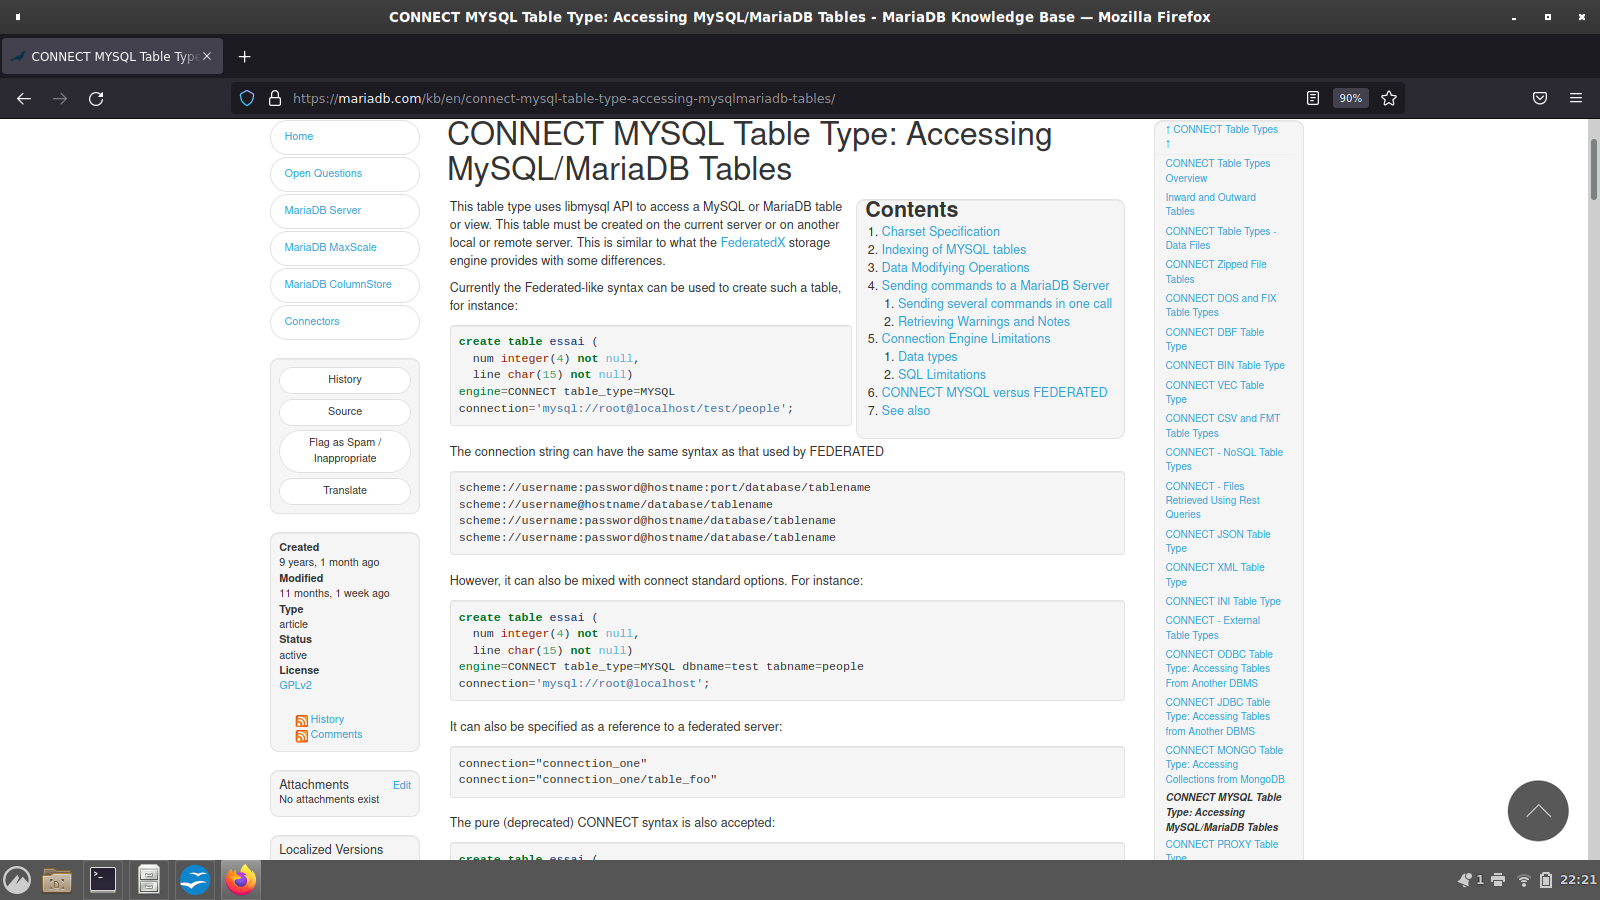 CONNECT MYSQL Table Type: Accessing MySQL/MariaDB Tables - MariaDB Knowledge Base — Mozilla Firefox
CONNECT MYSQL Table Type
https://mariadb.com/kb/en/connect-mysql-table-type-accessing-mysqlmariadb-tables/
90%
Home
Open Questions
MariaDB Server
MariaDB MaxScale
MariaDB ColumnStore
Connectors
History
Source
Flag as Spam /
Inappropriate
Translate
Created
9 years, 1 month ago
Modified
11 months, 1 week ago
Type
article
Status
active
License
GPLv2
History
Comments
Attachments
Edit
No attachments exist
Localized Versions
CONNECT MYSQL Table Type: Accessing
MySQL/MariaDB Tables
This table type uses libmysql API to access a MySQL or MariaDB table
or view. This table must be created on the current server or on another
local or remote server. This is similar to what the FederatedX storage
engine provides with some differences.
Currently the Federated-like syntax can be used to create such a table,
for instance:
create table essai (
  num integer(4) not null,
  line char(15) not null)
engine=CONNECT table_type=MYSQL
connection='mysql://root@localhost/test/people';
Contents
1. Charset Specification
2. Indexing of MYSQL tables
3. Data Modifying Operations
4. Sending commands to a MariaDB Server
1. Sending several commands in one call
2. Retrieving Warnings and Notes
5. Connection Engine Limitations
1. Data types
2. SQL Limitations
6. CONNECT MYSQL versus FEDERATED
7. See also
The connection string can have the same syntax as that used by FEDERATED
scheme://username:password@hostname:port/database/tablename
scheme://username@hostname/database/tablename
scheme://username:password@hostname/database/tablename
scheme://username:password@hostname/database/tablename
However, it can also be mixed with connect standard options. For instance:
create table essai (
  num integer(4) not null,
  line char(15) not null)
engine=CONNECT table_type=MYSQL dbname=test tabname=people
connection='mysql://root@localhost';
It can also be specified as a reference to a federated server:
connection="connection_one"
connection="connection_one/table_foo"
The pure (deprecated) CONNECT syntax is also accepted:
create table essai (
↑ CONNECT Table Types
↑
CONNECT Table Types
Overview
Inward and Outward
Tables
CONNECT Table Types -
Data Files
CONNECT Zipped File
Tables
CONNECT DOS and FIX
Table Types
CONNECT DBF Table
Type
CONNECT BIN Table Type
CONNECT VEC Table
Type
CONNECT CSV and FMT
Table Types
CONNECT - NoSQL Table
Types
CONNECT - Files
Retrieved Using Rest
Queries
CONNECT JSON Table
Type
CONNECT XML Table
Type
CONNECT INI Table Type
CONNECT - External
Table Types
CONNECT ODBC Table
Type: Accessing Tables
From Another DBMS
CONNECT JDBC Table
Type: Accessing Tables
from Another DBMS
CONNECT MONGO Table
Type: Accessing
Collections from MongoDB
CONNECT MYSQL Table
Type: Accessing
MySQL/MariaDB Tables
CONNECT PROXY Table
Type
1
22:21